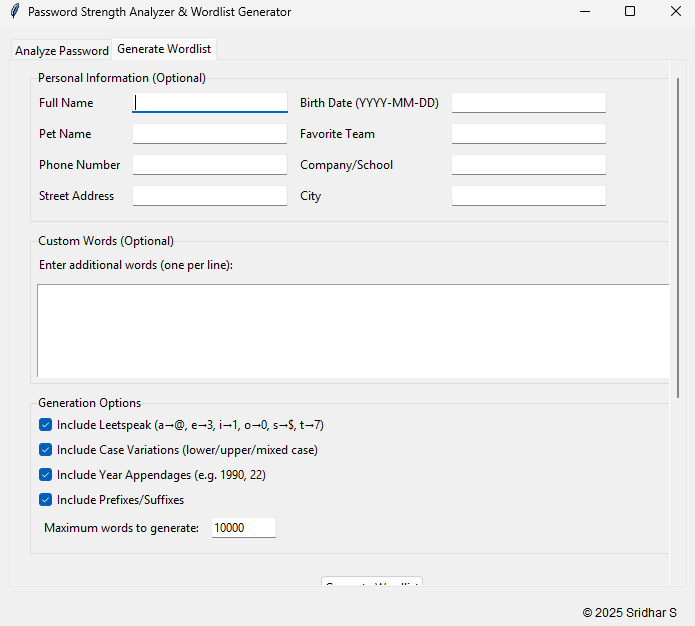 Password Strength Analyzer & Wordlist Generator
Analyze Password Generate Wordlist
Personal Information (Optional)
Full Name Birth Date (YYYY-MM-DD)
Pet Name Favorite Team
Phone Number Company/School
Street Address City
Custom Words (Optional)
Enter additional words (one per line):
Generation Options
Include Leetspeak (a→@, e→3, i→1, o→0, s→$, t→7)
Include Case Variations (lower/upper/mixed case)
Include Year Appendages (e.g. 1990, 22)
Include Prefixes/Suffixes
Maximum words to generate: 10000
Generate Wordlist
© 2025 Sridhar S